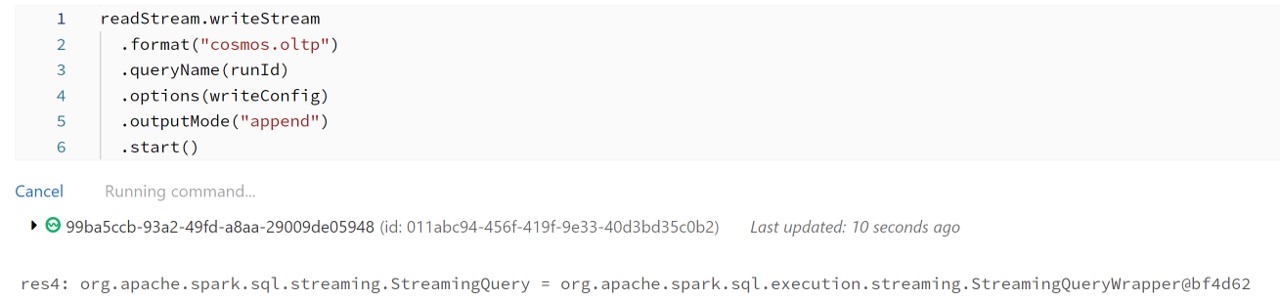 1 readStream.writeStream
2 .format("cosmos.oltp")
3 .queryName(runId)
4 .options(writeConfig)
5 .outputMode("append")
6 .start()
Cancel Running command...
99ba5ccb-93a2-49fd-a8aa-29009de05948 (id: 011abc94-456f-419f-9e33-40d3bd35c0b2) Last updated: 10 seconds ago
res4: org.apache.spark.sql.streaming.StreamingQuery = org.apache.spark.sql.execution.streaming.StreamingQueryWrapper@bf4d62